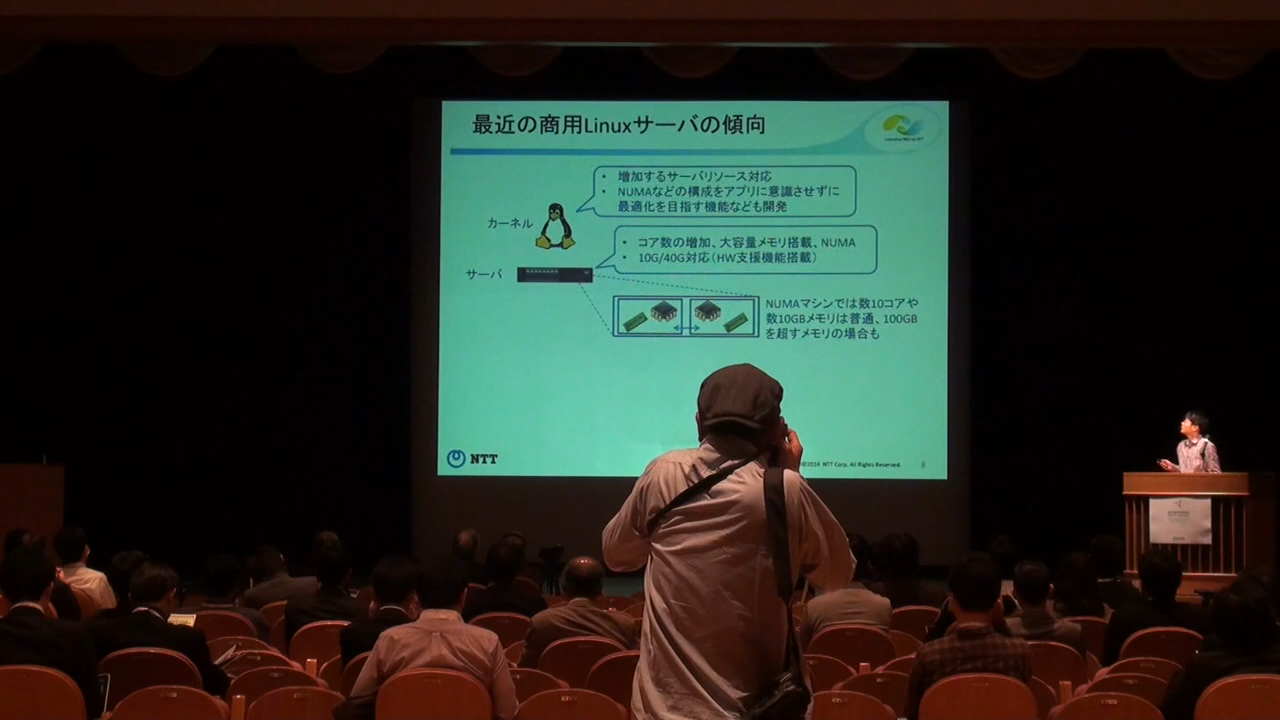 最近の商用Linuxサーバの傾向
• 増加するサーバリソース対応
• NUMAなどの構成をアプリに意識させずに
最適化を目指す機能なども開発
カーネル
• コア数の増加、大容量メモリ搭載、NUMA
• 10G/40G対応（HW支援機能搭載）
サーバ
NUMAマシンでは数10コアや
数10GBメモリは普通、100GB
を超すメモリの場合も
NTT
©2014 NTT Corp. All Rights Reserved.
8